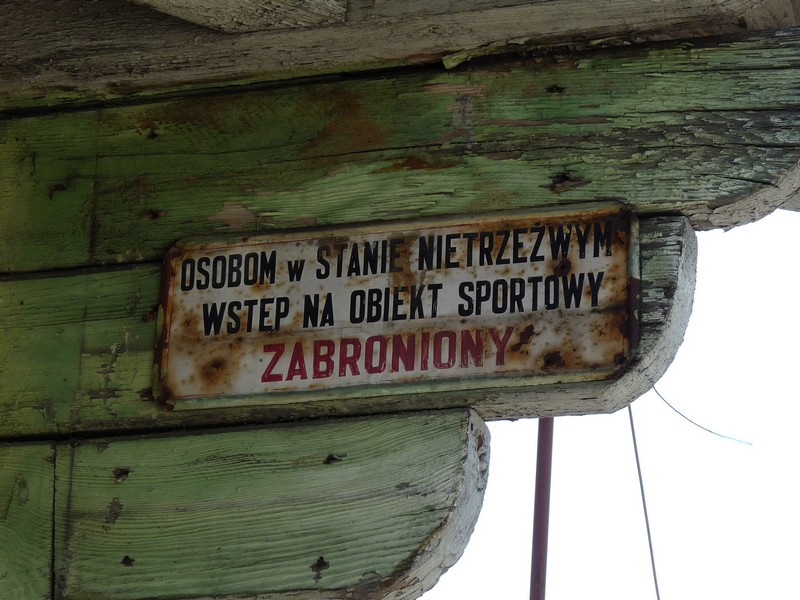 OSOBOM w STANIE NIETRZEŹWYM
WSTĘP NA OBIEKT SPORTOWY
ZABRONIONY